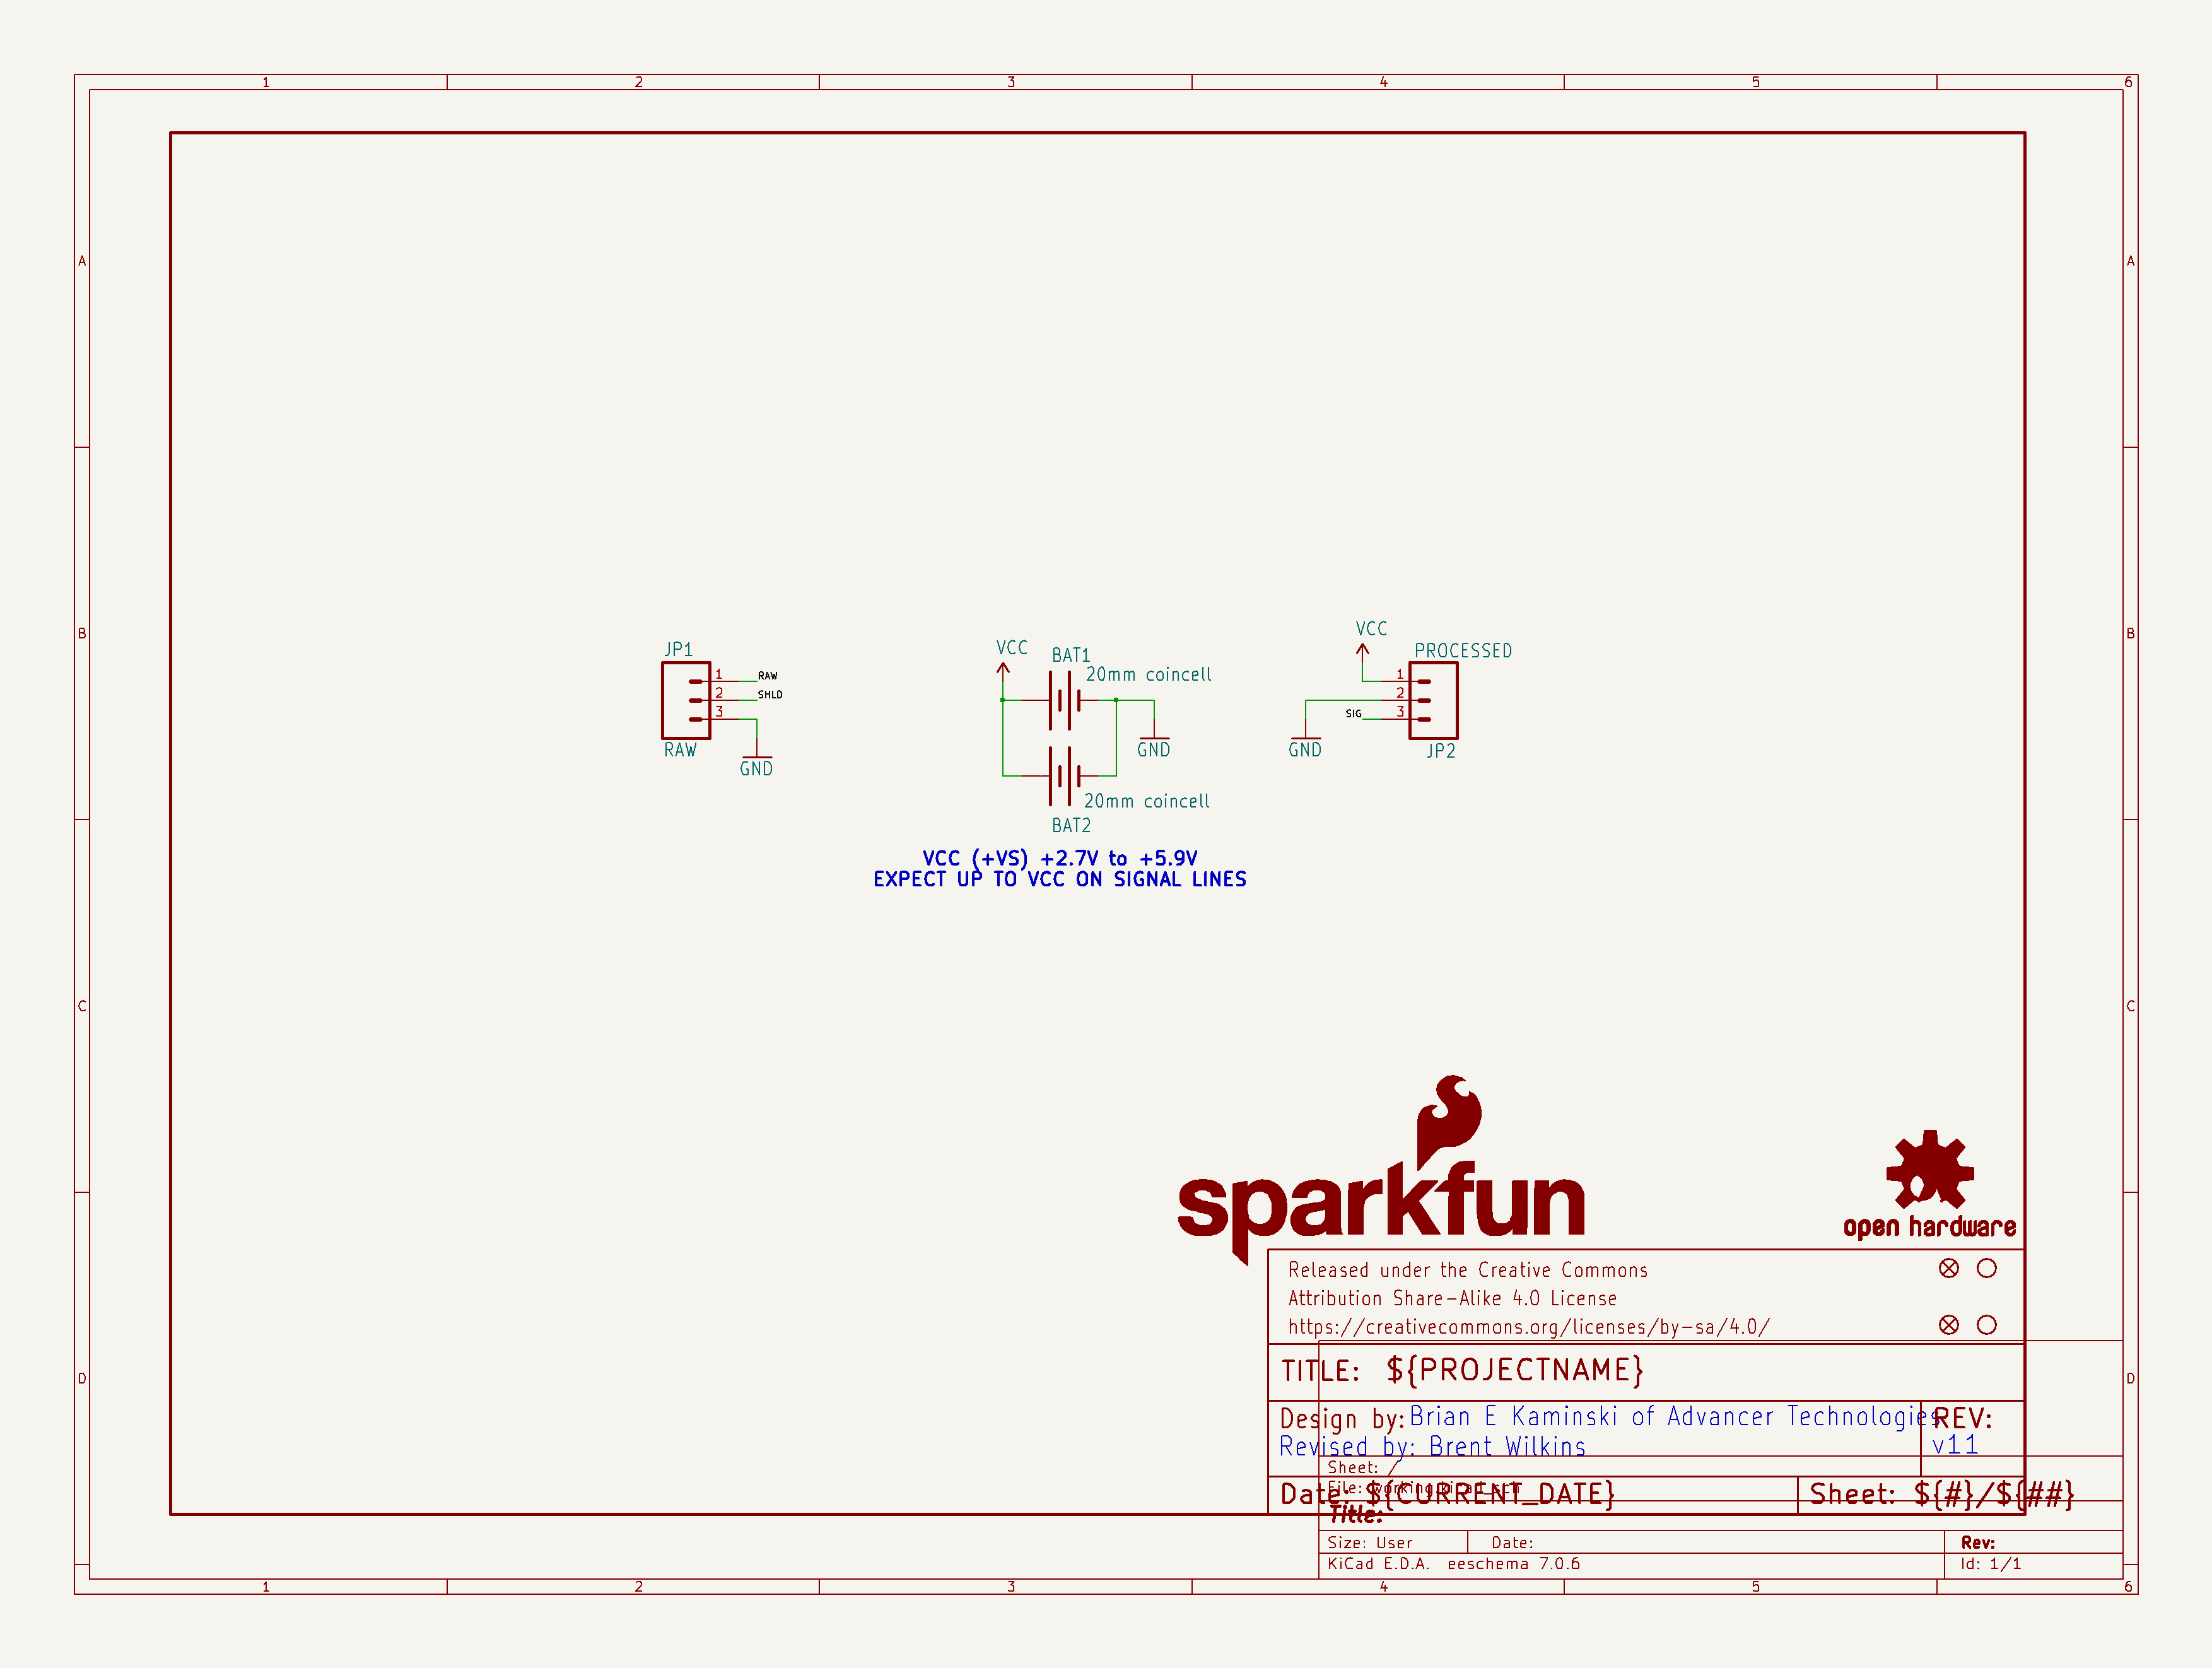 1 2 3 4 5 6
A A
VCC
JP1 VCC BAT1 PROCESSED
B B
1 RAW
20mm coincell
1
2 SHLD
2
3
SIG 3
RAW GND GND GND JP2
20mm coincell
BAT2
VCC (+VS) +2.7V to +5.9V
EXPECT UP TO VCC ON SIGNAL LINES
C C
sparkfun
open hardware
Released under the Creative Commons
Attribution Share-Alike 4.0 License
https://creativecommons.org/licenses/by-sa/4.0/
TITLE: ${PROJECTNAME}
D D
Design by: Brian E Kaminski of Advancer Technologies REV:
Revised by: Brent Wilkins v11
Sheet: /
File: working.kicad_sch
Date: ${CURRENT_DATE} Sheet: ${#}/${##}
Title:
Size: User Date: Rev:
KiCad E.D.A. eeschema 7.0.6 Id: 1/1
1 2 3 4 5 6